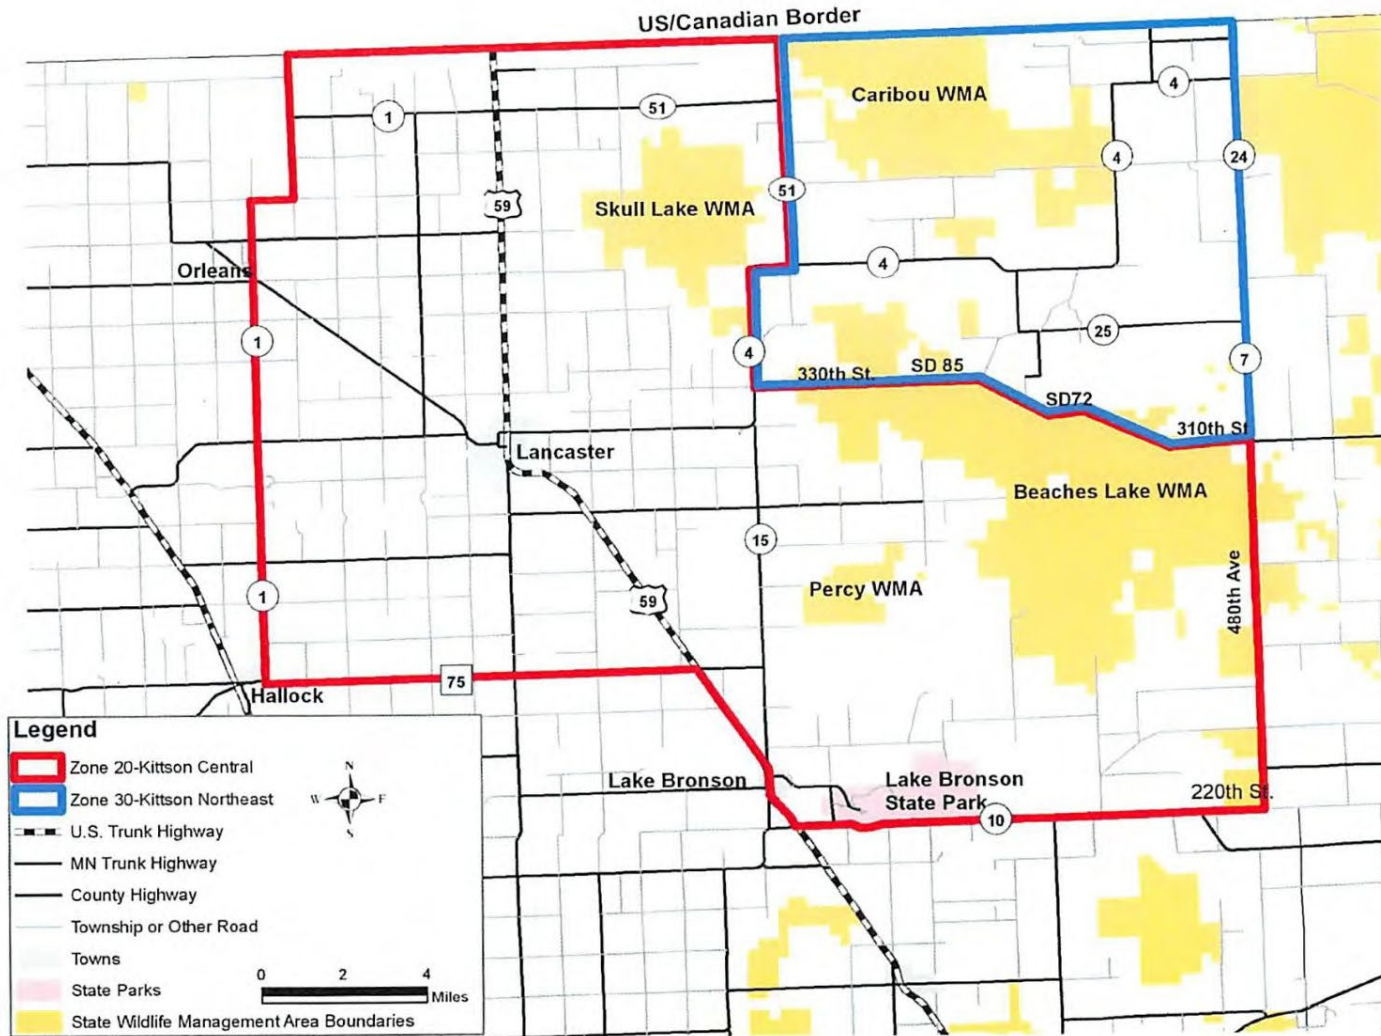 US/Canadian Border
Caribou WMA
4
1
51
4
24
59
51
Skull Lake WMA
4
Orleans
1
25
4
330th St.
SD 85
7
SD72
310th St
Lancaster
Beaches Lake WMA
15
480th Ave
Percy WMA
1
59
75
Hallock
Lake Bronson
Lake Bronson
State Park
220th St.
10
Legend
Zone 20-Kittson Central
Zone 30-Kittson Northeast
U.S. Trunk Highway
MN Trunk Highway
County Highway
Township or Other Road
Towns
State Parks
State Wildlife Management Area Boundaries
N
W
E
S
0 2 4
Miles